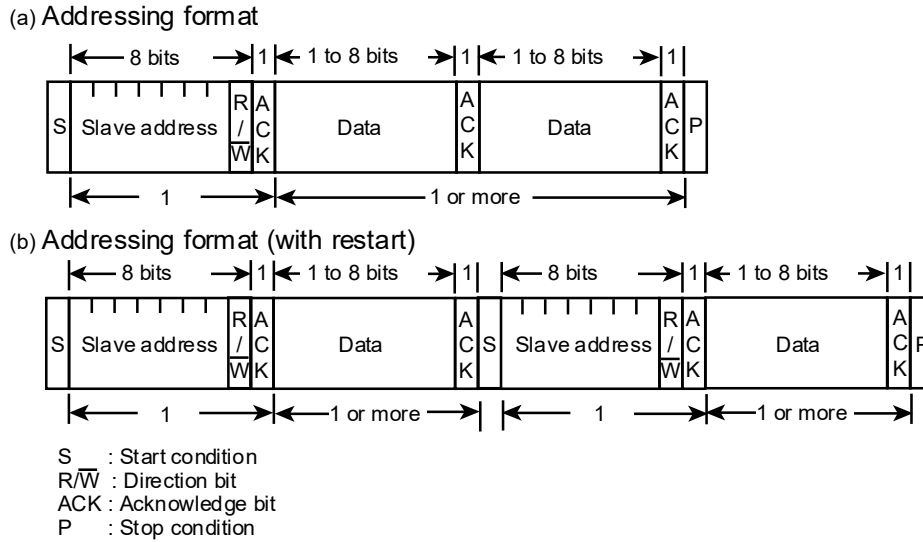 (a) Addressing format
8 bits 1 1 to 8 bits 1 1 to 8 bits 1
S Slave address R/W̅ ACK Data ACK Data ACK P
1 1 or more
(b) Addressing format (with restart)
8 bits 1 1 to 8 bits 1 8 bits 1 1 to 8 bits 1
S Slave address R/W̅ ACK Data ACK S Slave address R/W̅ ACK Data ACK P
1 1 or more 1 1 or more
S : Start condition
R/W̅ : Direction bit
ACK : Acknowledge bit
P : Stop condition